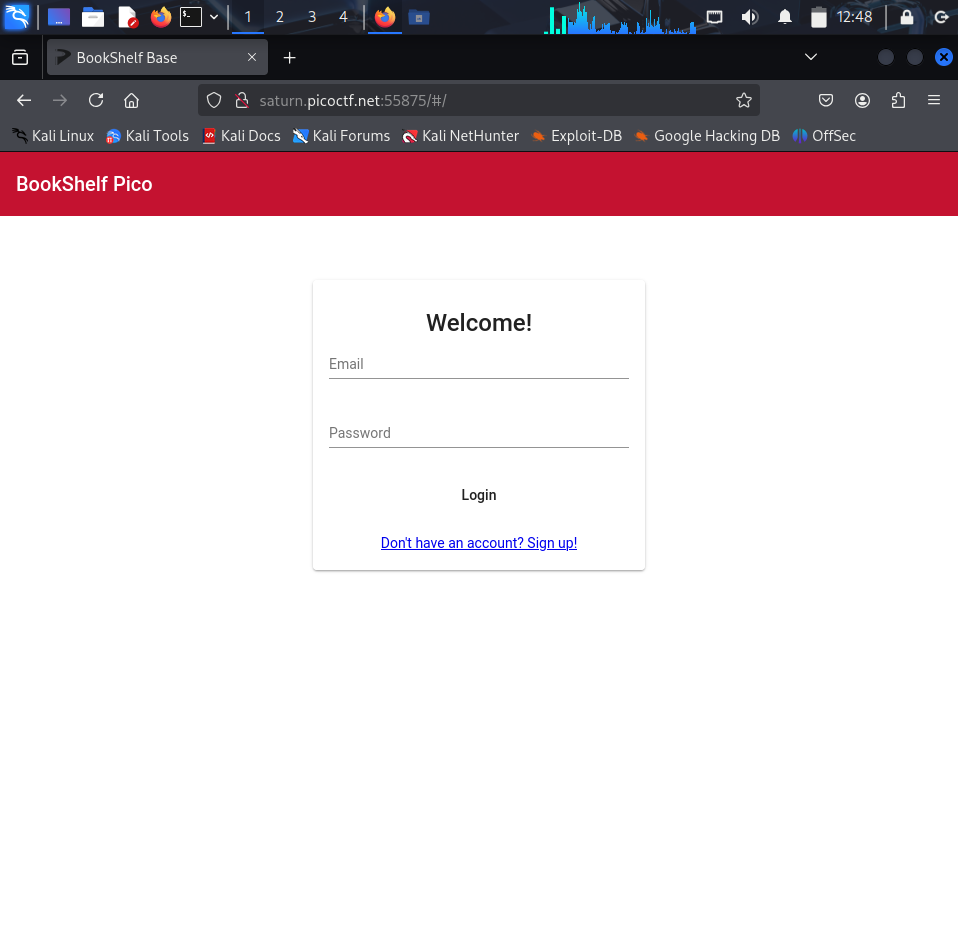 1 2 3 4 12:48
BookShelf Base
saturn.picoctf.net:55875/#/
Kali Linux Kali Tools Kali Docs Kali Forums Kali NetHunter Exploit-DB Google Hacking DB OffSec
BookShelf Pico
Welcome!
Email
Password
Login
Don't have an account? Sign up!